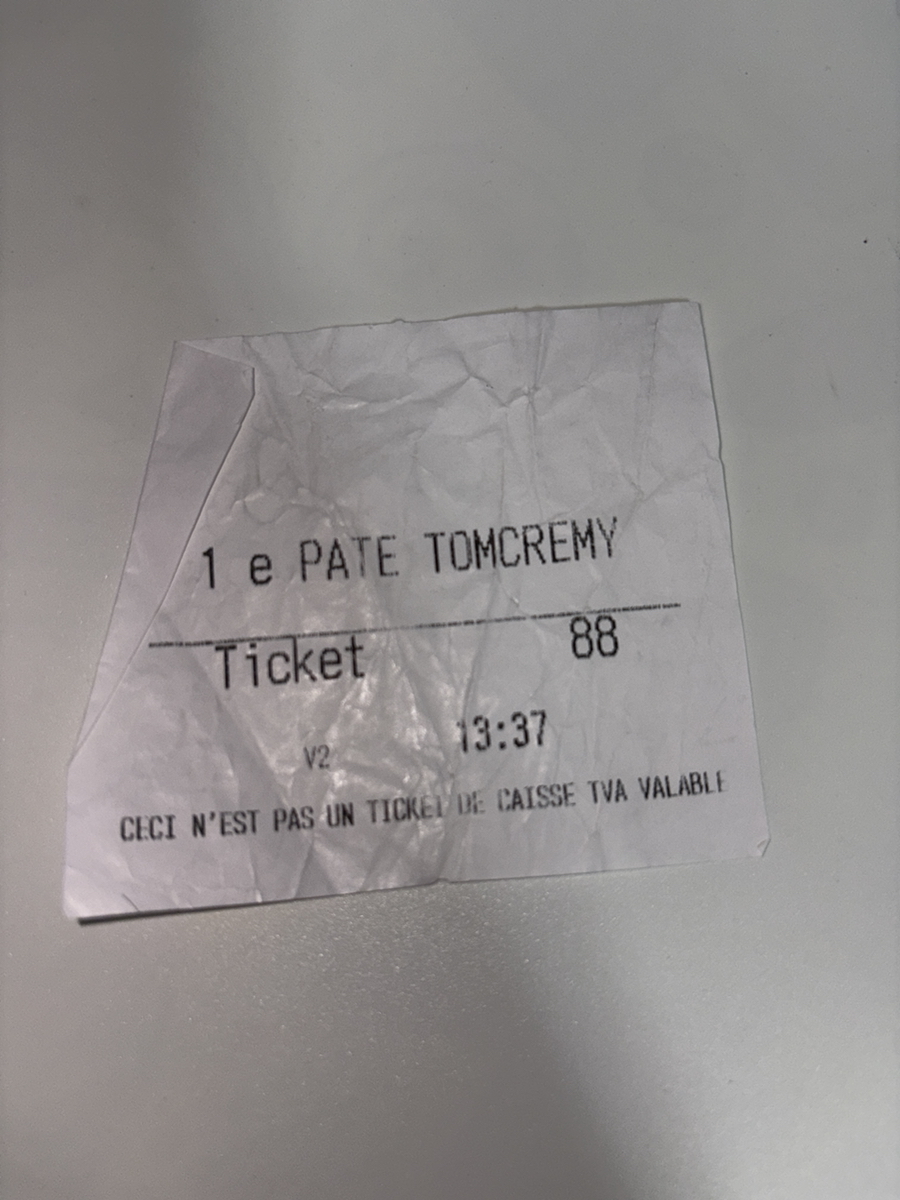 1 e PATE TOMCREMY
Ticket 88
V2 13:37
CECI N'EST PAS UN TICKET DE CAISSE TVA VALABLE